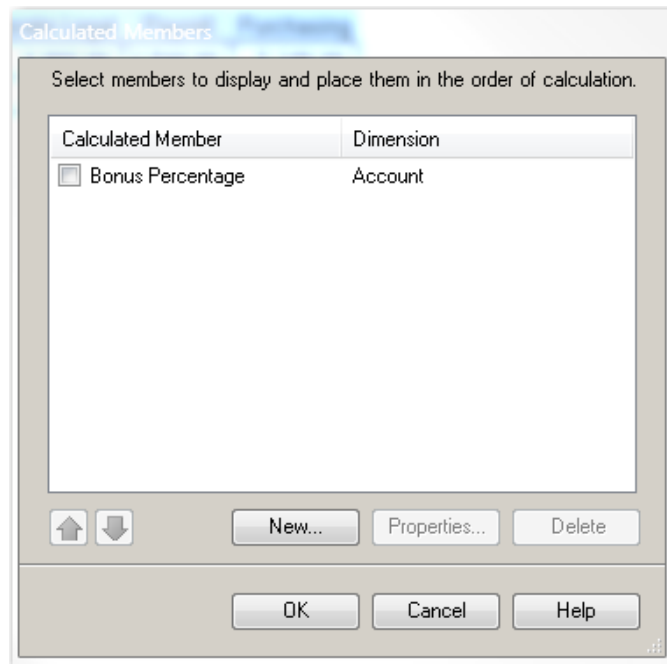 Calculated Members
Select members to display and place them in the order of calculation.
Calculated Member Dimension
Bonus Percentage Account
New... Properties... Delete
OK Cancel Help